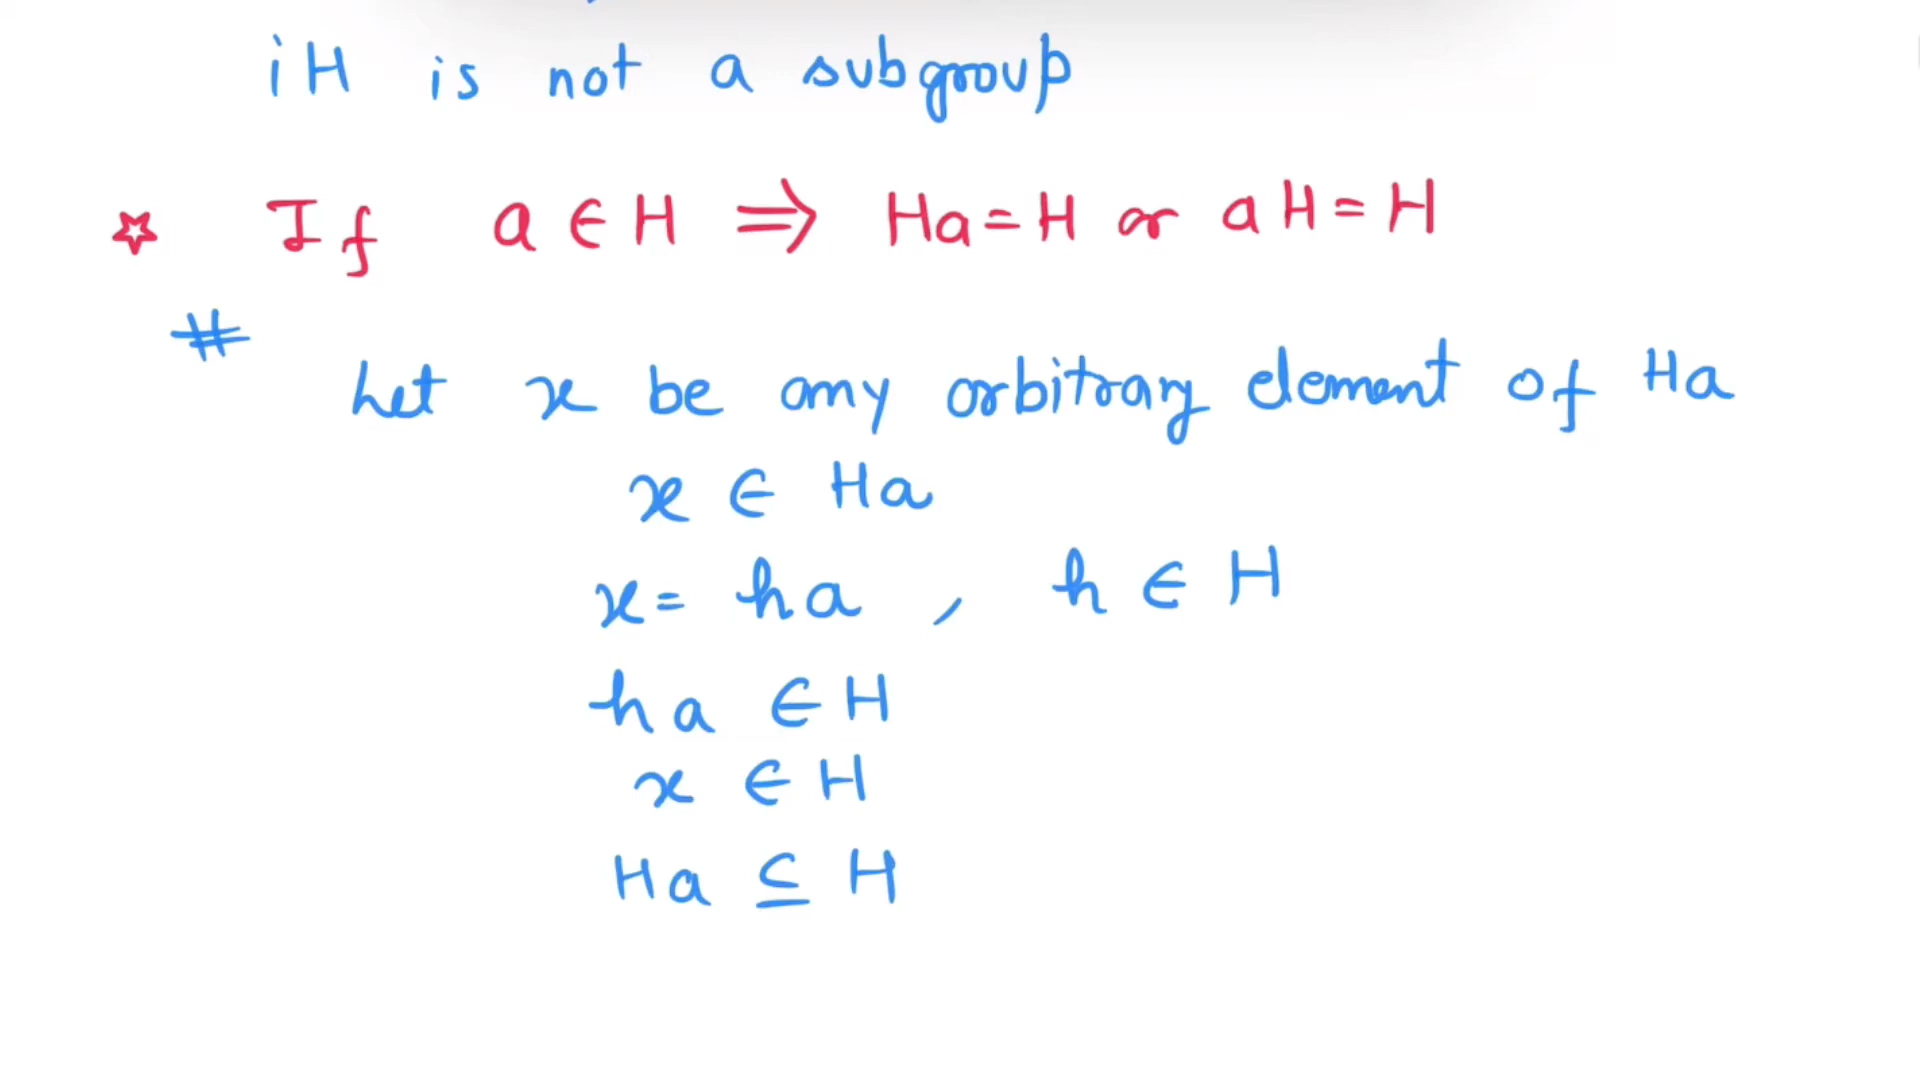 iH is not a subgroup
☆ If a ∈ H ⇒ Ha = H or aH = H
#
Let x be any arbitrary element of Ha
x ∈ Ha
x = ha , h ∈ H
ha ∈ H
x ∈ H
Ha ⊆ H